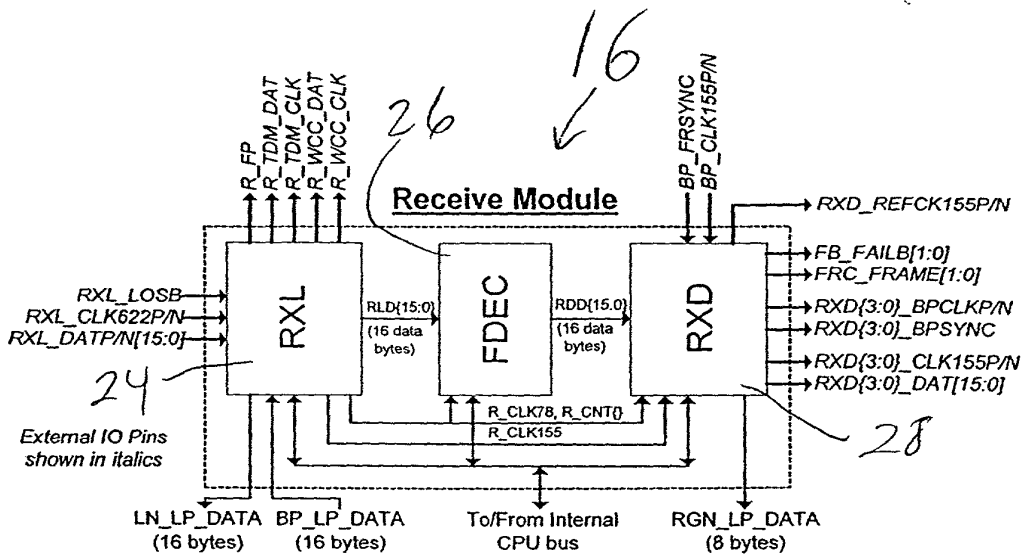 16
26
R_FP
R_TDM_DAT
R_TDM_CLK
R_WCC_DAT
R_WCC_CLK
BP_FRSYNC
BP_CLK155P/N
Receive Module
RXD_REFCK155P/N
RXL_LOSB
RXL_CLK622P/N
RXL_DATP/N[15:0]
RXL
RLD{15:0}
(16 data
bytes)
FDEC
RDD{15:0}
(16 data
bytes)
RXD
FB_FAILB[1:0]
FRC_FRAME[1:0]
RXD{3:0}_BPCLKP/N
RXD{3:0}_BPSYNC
RXD{3:0}_CLK155P/N
RXD{3:0}_DAT[15:0]
24
R_CLK78, R_CNT{}
R_CLK155
28
External IO Pins
shown in italics
LN_LP_DATA
(16 bytes)
BP_LP_DATA
(16 bytes)
To/From Internal
CPU bus
RGN_LP_DATA
(8 bytes)